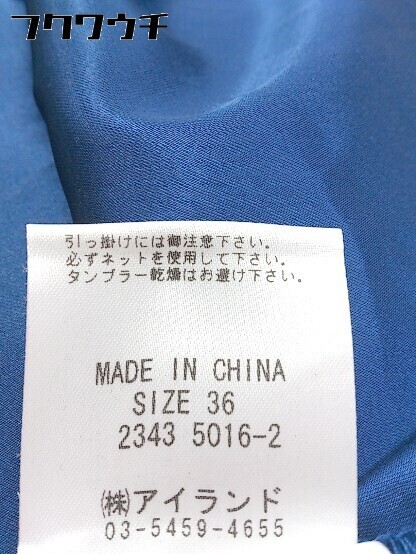 フクワウチ
引っ掛けには御注意下さい。
必ずネットを使用して下さい。
タンブラー乾燥はお避け下さい。
MADE IN CHINA
SIZE 36
2343 5016-2
㈱アイランド
03-5459-4655